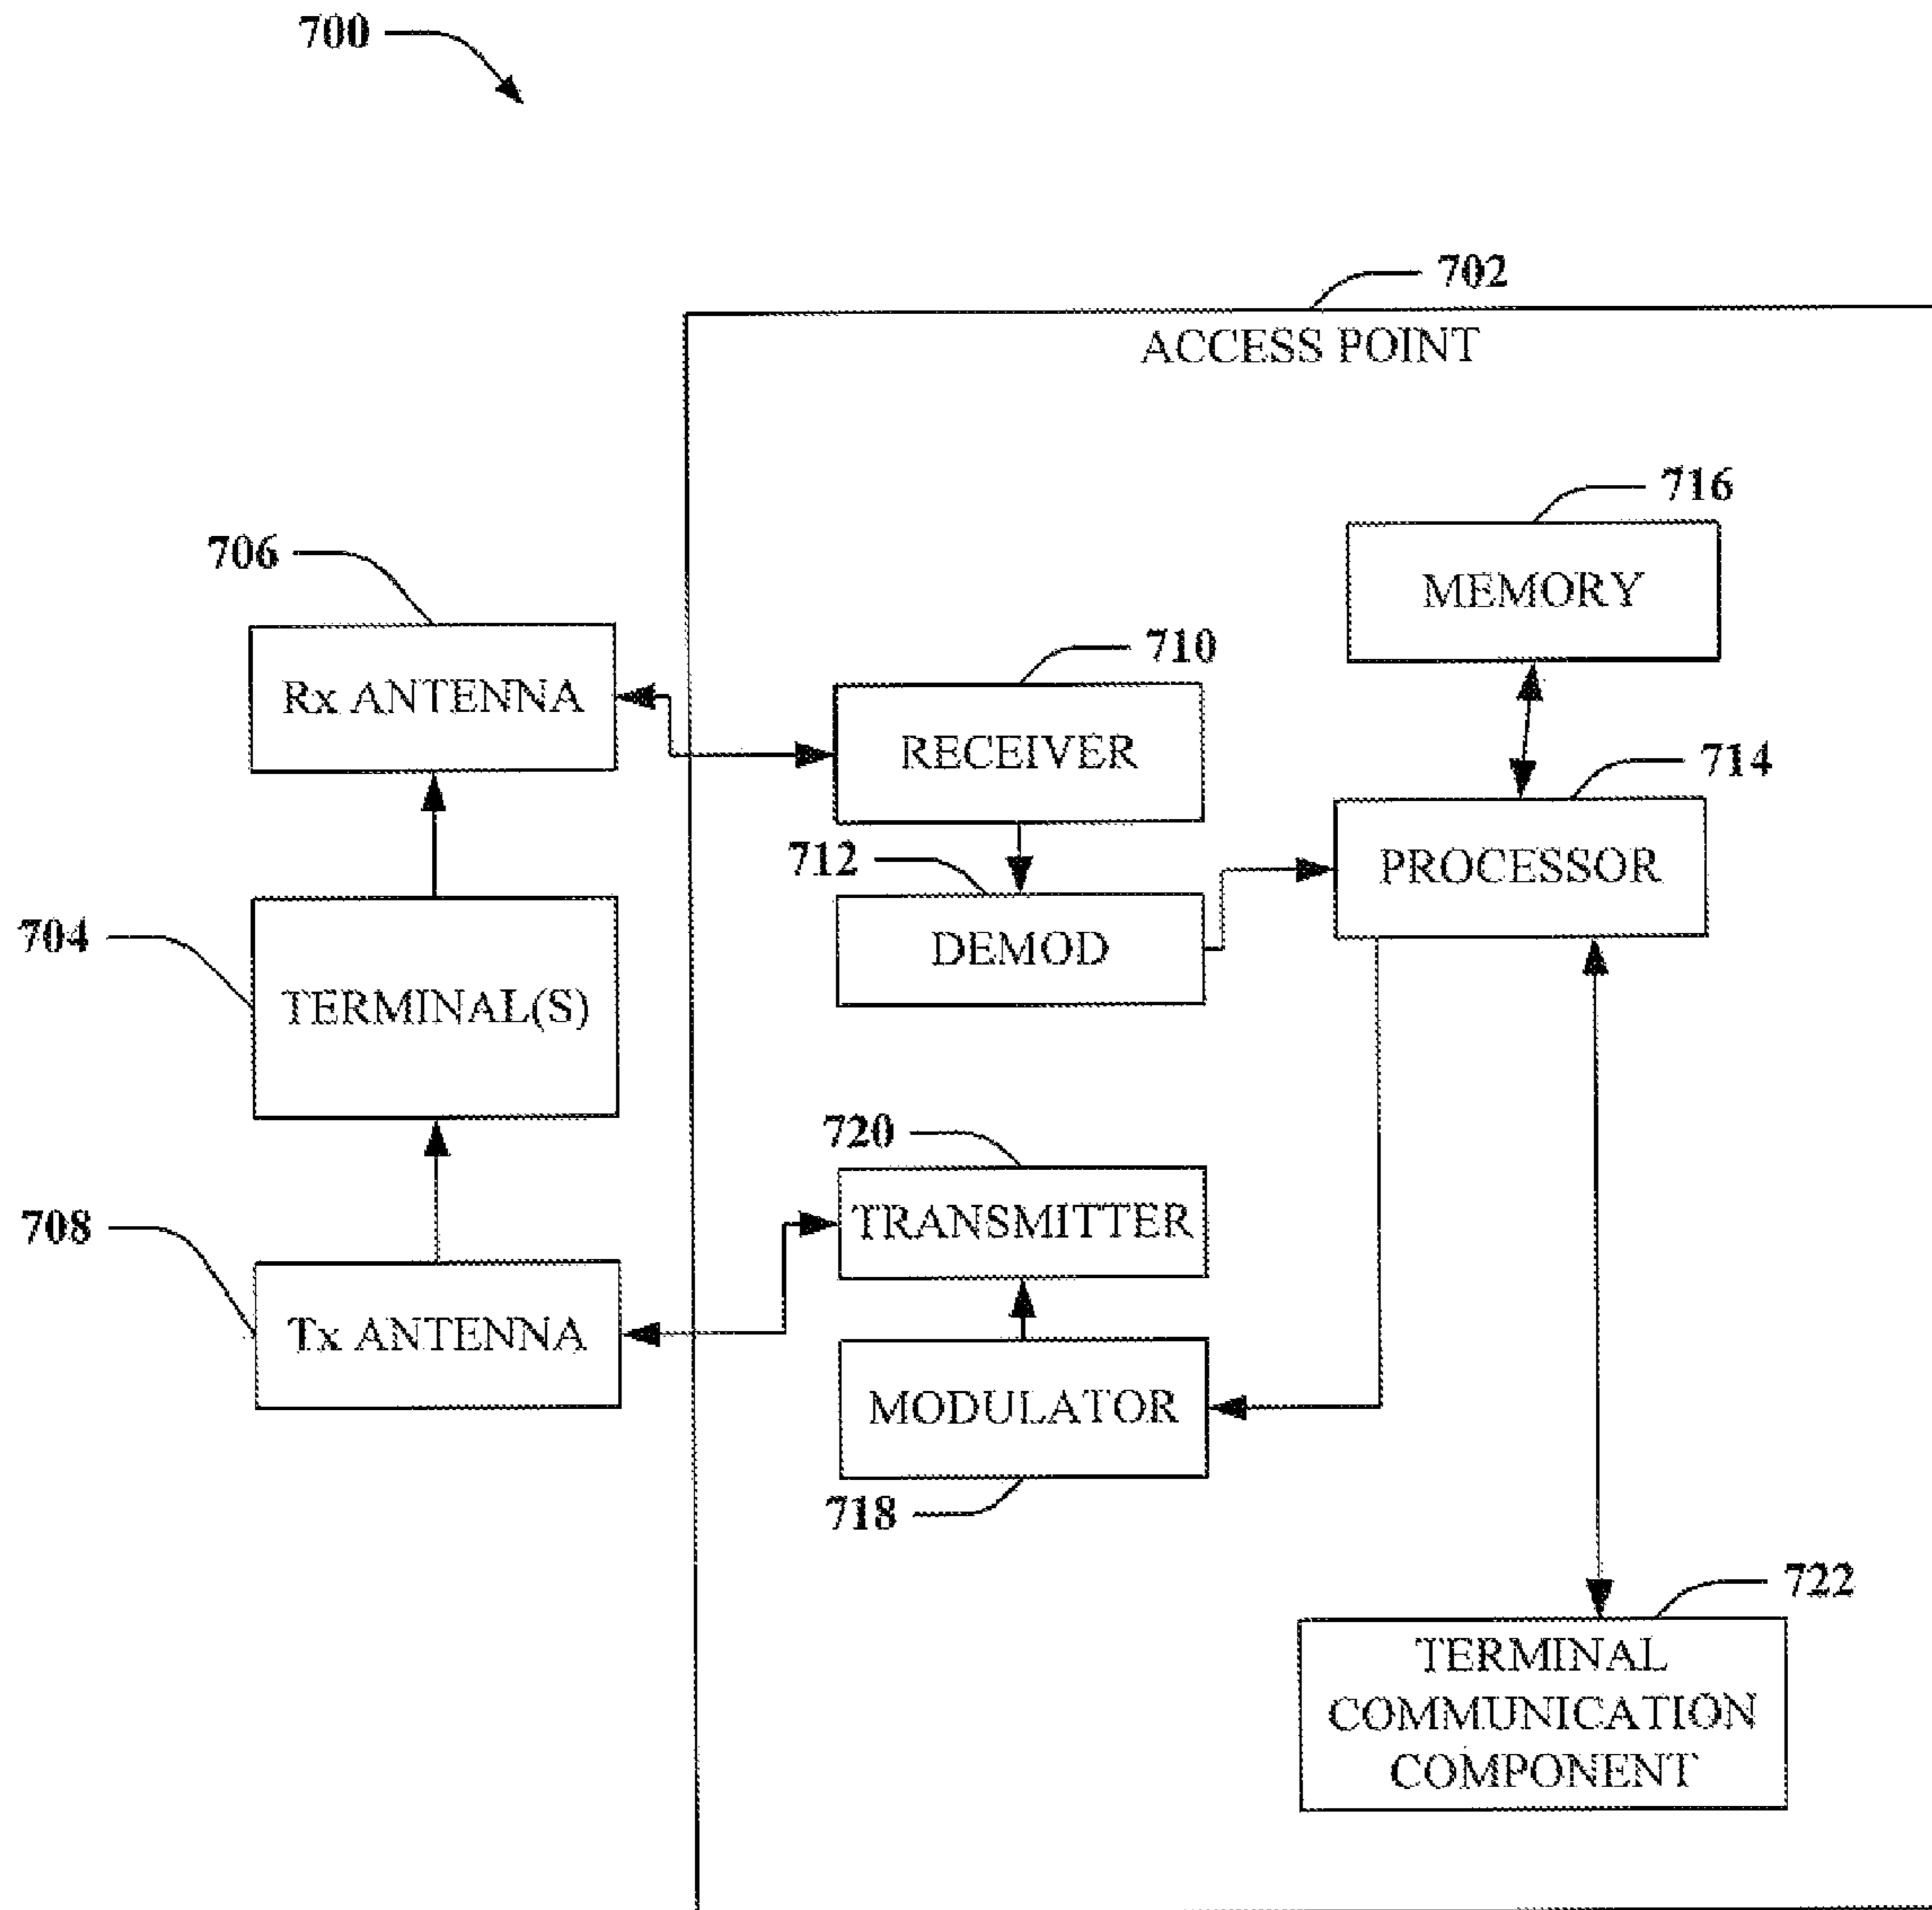 700
702
ACCESS POINT
716
706
MEMORY
710
Rx ANTENNA
RECEIVER
714
712
PROCESSOR
704
DEMOD
TERMINAL(S)
720
708
TRANSMITTER
Tx ANTENNA
MODULATOR
718
722
TERMINAL
COMMUNICATION
COMPONENT